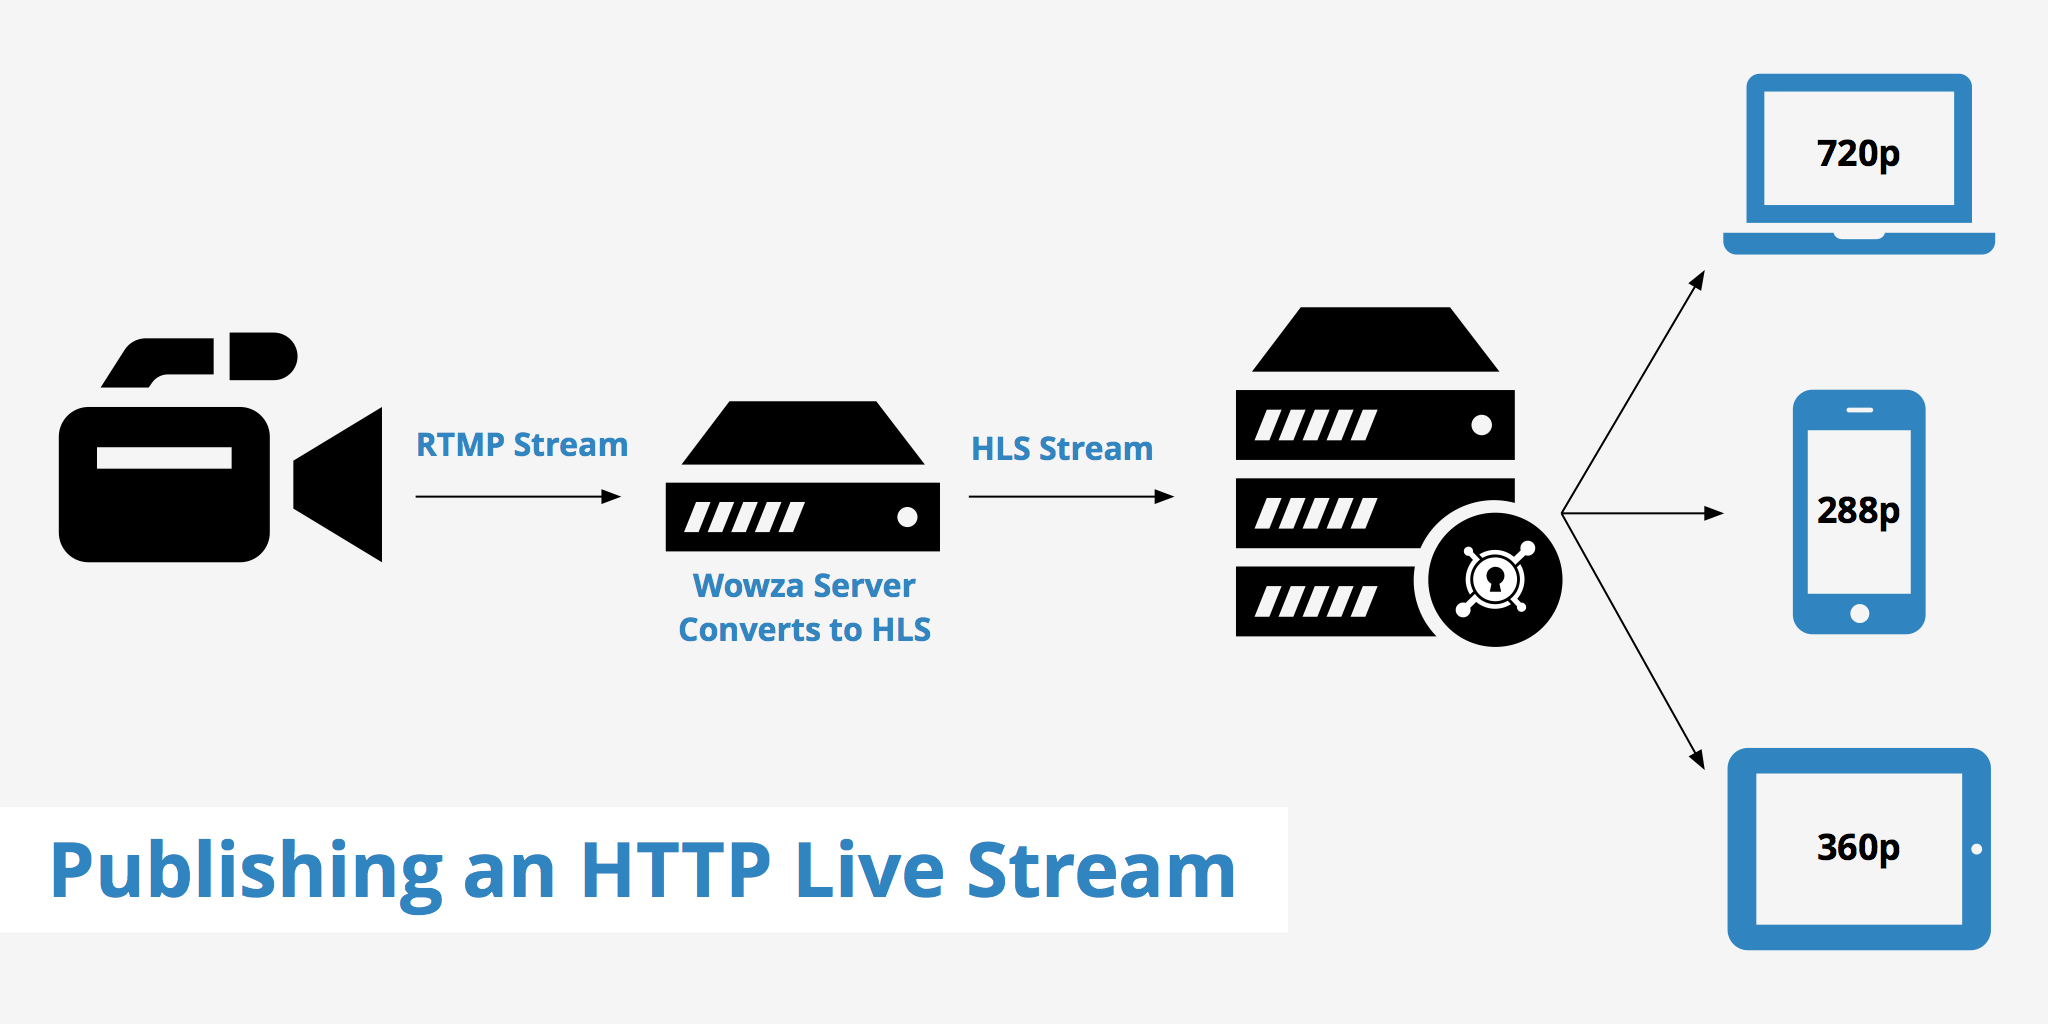 720p
RTMP Stream
HLS Stream
288p
Wowza Server
Converts to HLS
360p
Publishing an HTTP Live Stream